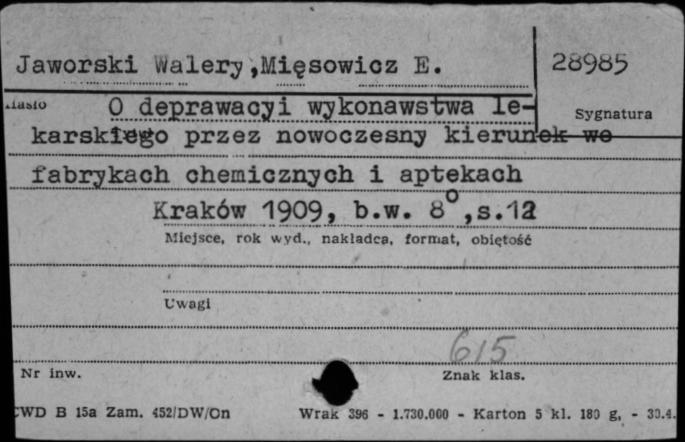 Jaworski Walery,Mięsowicz E. 28985
Hasło O deprawacyi wykonawstwa le- Sygnatura
karskiego przez nowoczesny kierunek we
fabrykach chemicznych i aptekach
Kraków 1909, b.w. 8°,s.12
Miejsce, rok wyd., nakładca, format, objętość
Uwagi
615
Nr inw. Znak klas.
CWD B 15a Zam. 452/DW/On Wrak 396 - 1.730.000 - Karton 5 kl. 180 g, - 30.4.